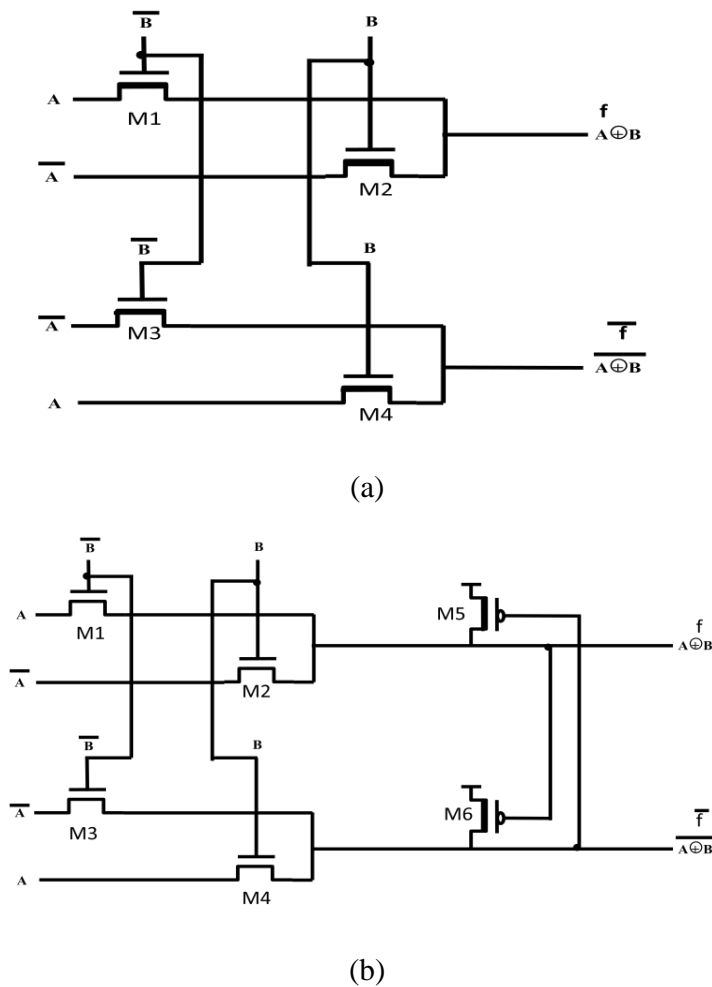 B̅ B
A M1 f
A⊕B
A̅ M2
B̅ B
A̅ M3 f̅
A⊕B̅
A M4
(a)
B̅ B
A M1 M5 f
A⊕B
A̅ M2
B̅ B
A̅ M3 M6 f̅
A⊕B̅
A M4
(b)